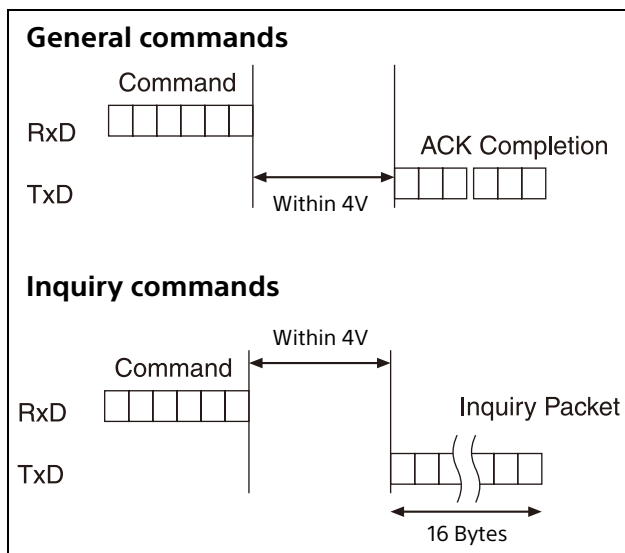 General commands
Command
RxD
ACK Completion
TxD
Within 4V
Inquiry commands
Within 4V
Command
RxD
Inquiry Packet
TxD
16 Bytes